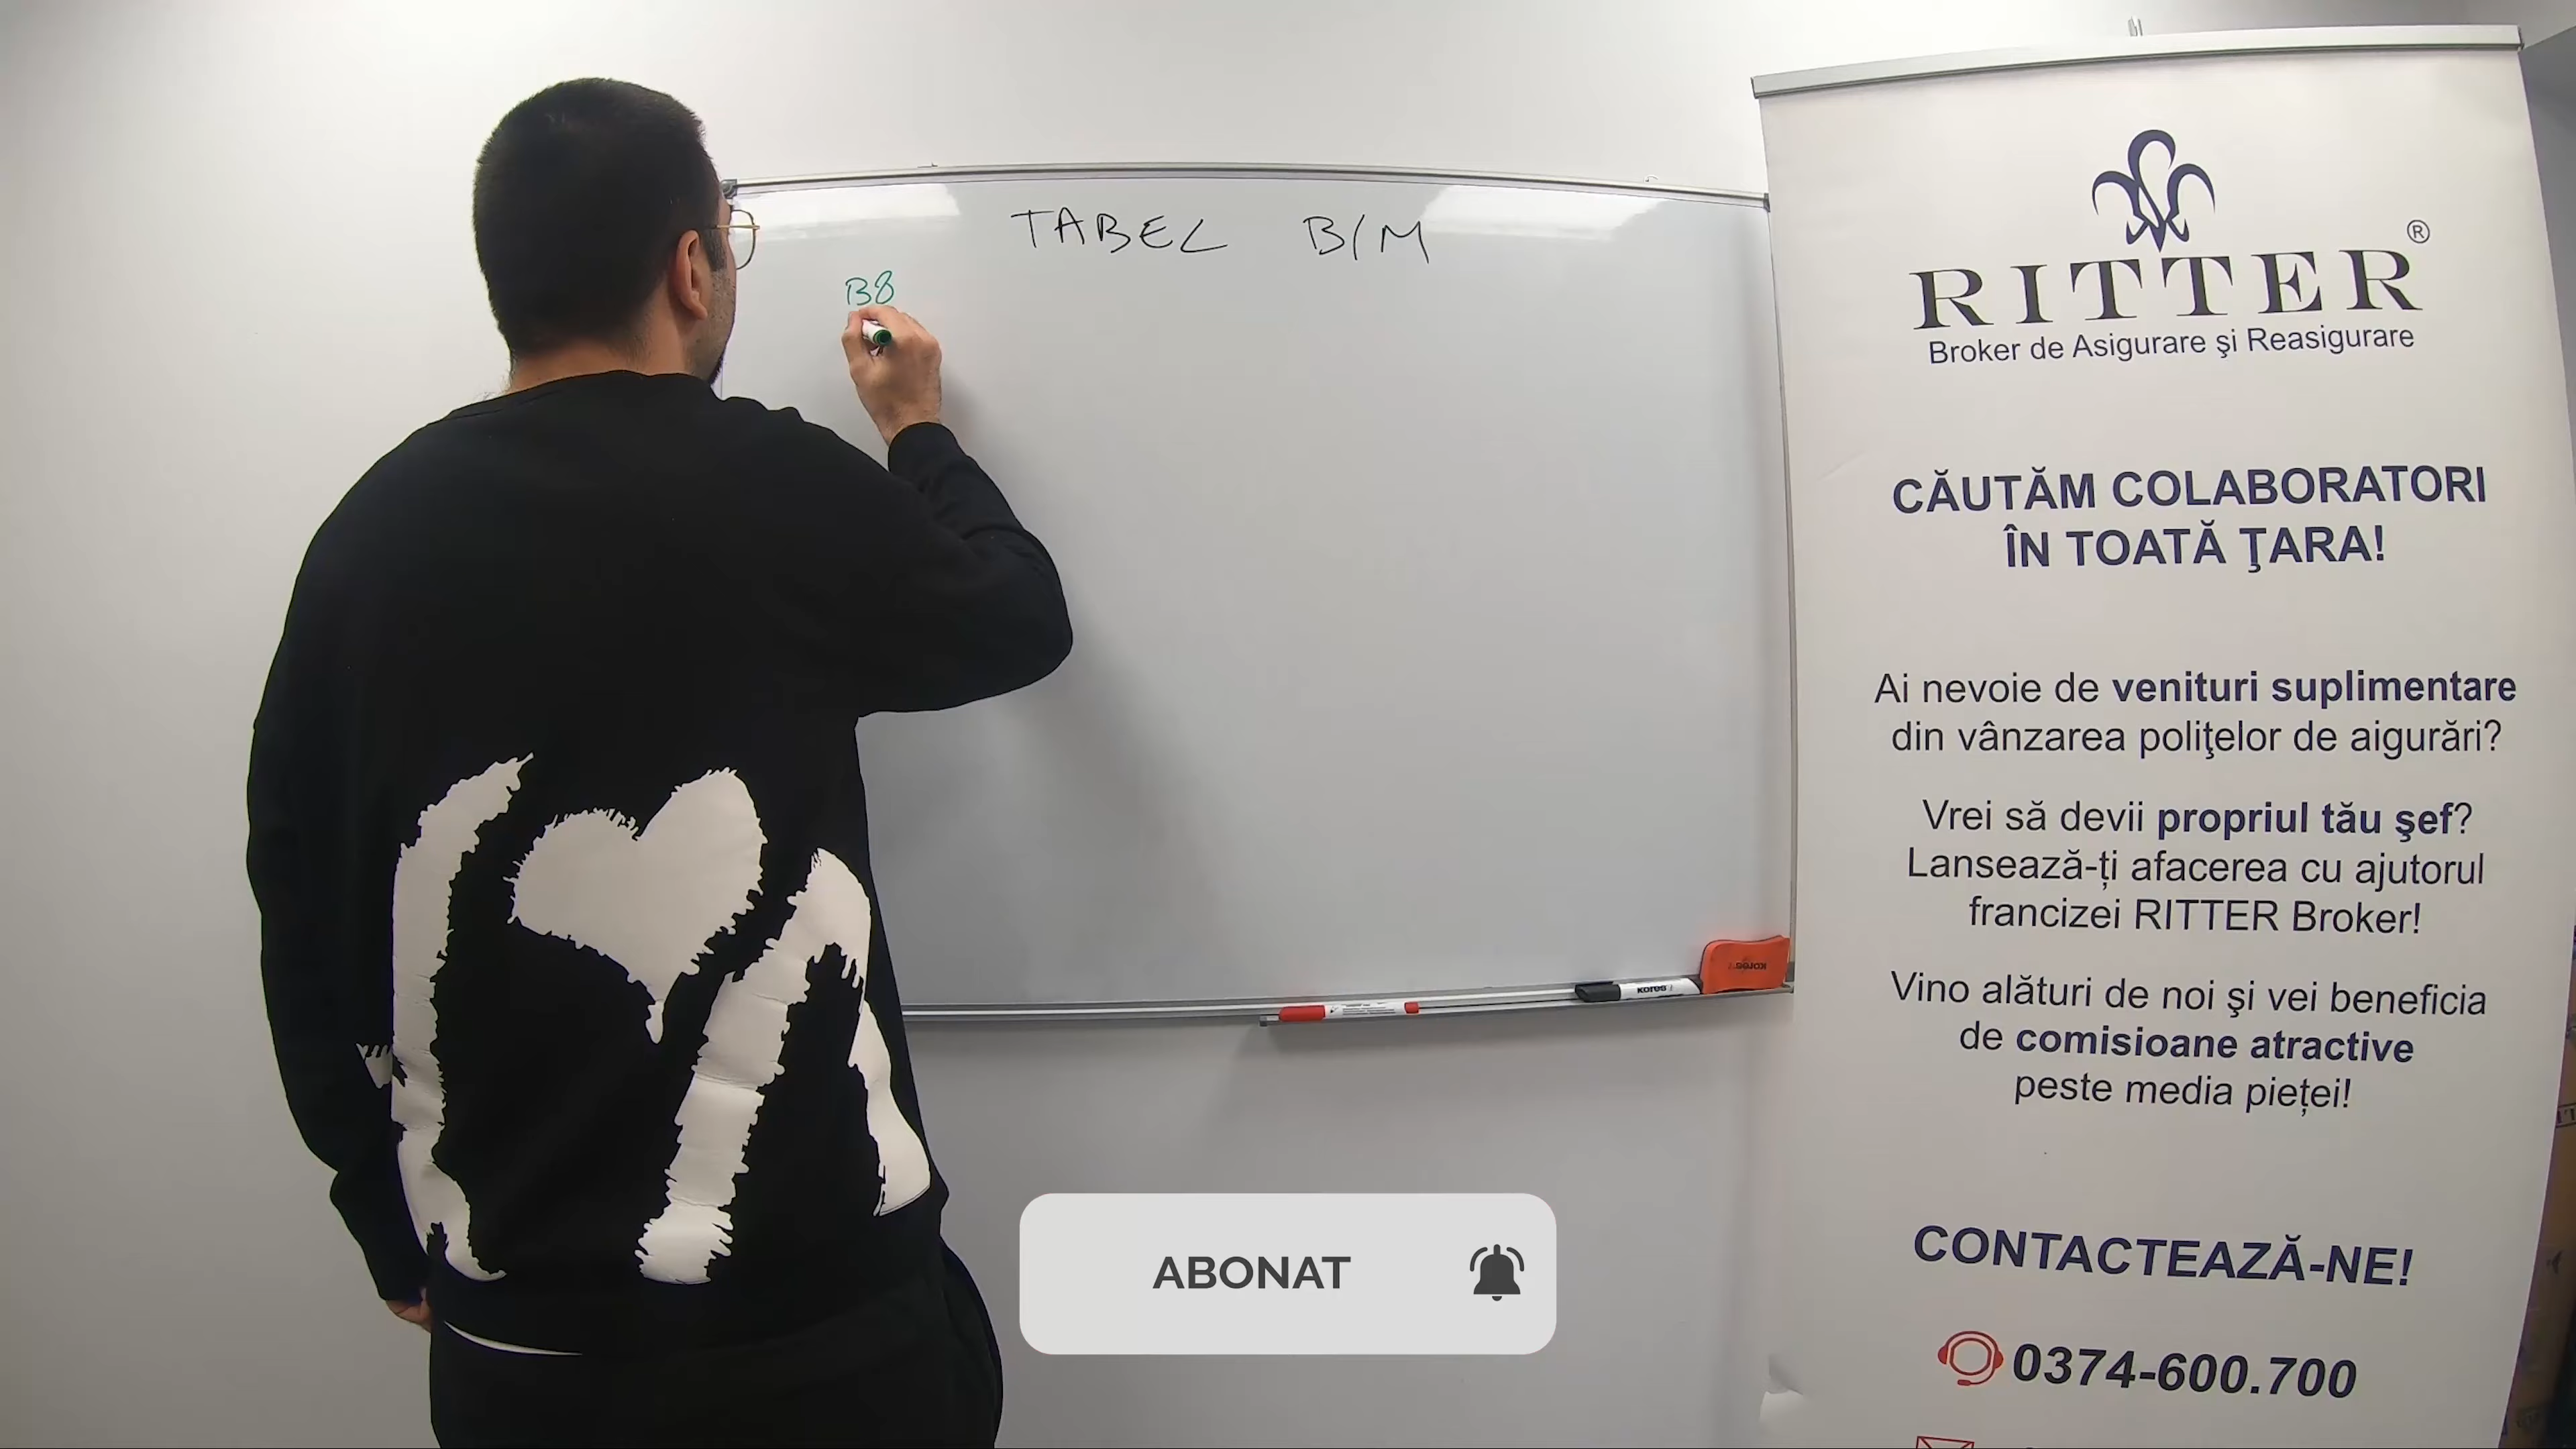 TABEL B/M
B8
RITTER®
Broker de Asigurare şi Reasigurare
CĂUTĂM COLABORATORI
ÎN TOATĂ ŢARA!
Ai nevoie de venituri suplimentare
din vânzarea poliţelor de aigurări?
Vrei să devii propriul tău şef?
Lansează-ți afacerea cu ajutorul
francizei RITTER Broker!
Vino alături de noi şi vei beneficia
de comisioane atractive
peste media pieței!
CONTACTEAZĂ-NE!
0374-600.700
Kores
Kores
ABONAT